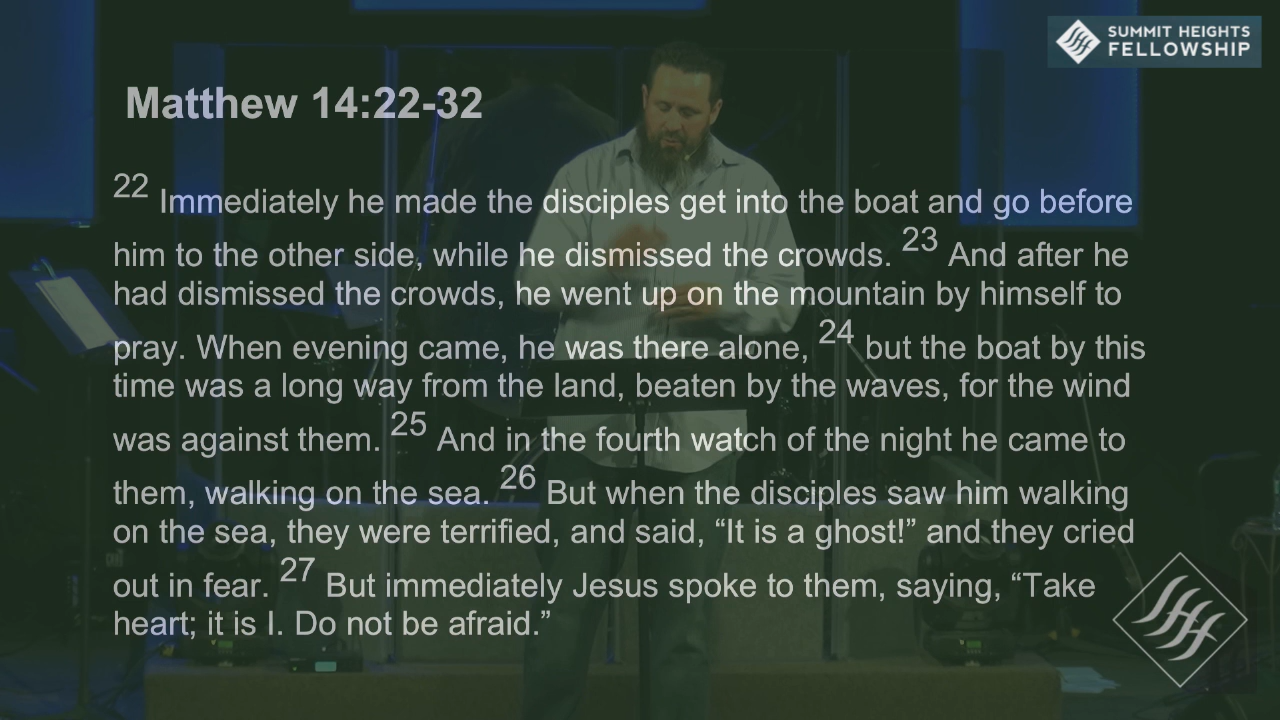 SUMMIT HEIGHTS
FELLOWSHIP
Matthew 14:22-32
22 Immediately he made the disciples get into the boat and go before
him to the other side, while he dismissed the crowds. 23 And after he
had dismissed the crowds, he went up on the mountain by himself to
pray. When evening came, he was there alone, 24 but the boat by this
time was a long way from the land, beaten by the waves, for the wind
was against them. 25 And in the fourth watch of the night he came to
them, walking on the sea. 26 But when the disciples saw him walking
on the sea, they were terrified, and said, “It is a ghost!” and they cried
out in fear. 27 But immediately Jesus spoke to them, saying, “Take
heart; it is I. Do not be afraid.”